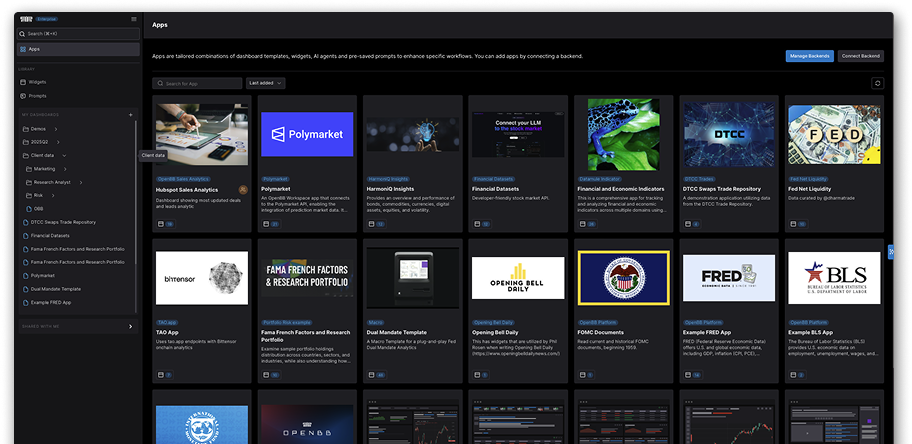 Enterprise
Search (⌘+K)
Apps
LIBRARY
Widgets
Prompts
MY DASHBOARDS
Demos
2025/Q2
Client data
Marketing
Research Analyst
Risk
OBB
DTCC Swaps Trade Repository
Financial Datasets
Fama French Factors and Research Portfolio
Fama French Factors and Research Portfolio
Polymarket
Dual Mandate Template
Example FRED App
SHARED WITH ME
Client data
Apps
Apps are tailored combinations of dashboard templates, widgets, AI agents and pre-saved prompts to enhance specific workflows. You can add apps by connecting a backend.
Manage Backends
Connect Backend
Search for App
Last added
OpenBB Sales Analytics
Hubspot Sales Analytics
Dashboard showing most updated deals
and leads analytic
Polymarket
Polymarket
Polymarket
An OpenBB Workspace app that connects
to the Polymarket API, enabling the
integration of prediction market data. It...
21
HarmoniQ Insights
HarmoniQ Insights
Provides an overview and performance of
bonds, commodities, currencies, digital
assets, equities, and volatility.
Connect your LLM
to the stock market
Financial Datasets
Financial Datasets
Developer-friendly stock market API.
Financial and Economic Indicators
This is a comprehensive app for tracking
and analyzing financial and economic
indicators across multiple domains using...
DTCC
DTCC Trades
DTCC Swaps Trade Repository
A demonstration application utilizing data
from the DTCC Trade Repository.
4
FED
Fed Net Liquidity
Fed Net Liquidity
Data curated by @dharmatrade
bittensor
TAO app
TAO App
Uses tao.app endpoints with Bittensor
onchain analytics
7
FAMA FRENCH FACTORS
& RESEARCH PORTFOLIO
Portfolio Risk example
Fama French Factors and Research
Portfolio
Examine sample portfolio holdings
distribution across countries, sectors, and
industries, while also understanding how...
Macro
Dual Mandate Template
A Macro Template for a plug-and-play Fed
Dual Mandate Analytics
OPENING BELL
DAILY
Opening Bell Daily
Opening Bell Daily
This has widgets that are utilized by Phil
Rosen when writing Opening Bell Daily
(https://www.openingbelldailynews.com/)
1
OpenBB Platform
FOMC Documents
Read current and historical FOMC
documents, beginning 1959.
1
FRED
ECONOMIC DATA | SINCE 1991
OpenBB Platform
Example FRED App
FRED (Federal Reserve Economic Data)
offers U.S. and global economic data,
including GDP, inflation (CPI, PCE),...
14
BLS
BUREAU OF LABOR STATISTICS
U.S. DEPARTMENT OF LABOR
OpenBB Platform
Example BLS App
The Bureau of Labor Statistics (BLS)
provides U.S. economic data on
employment, unemployment, wages, and...
3
OPENBB